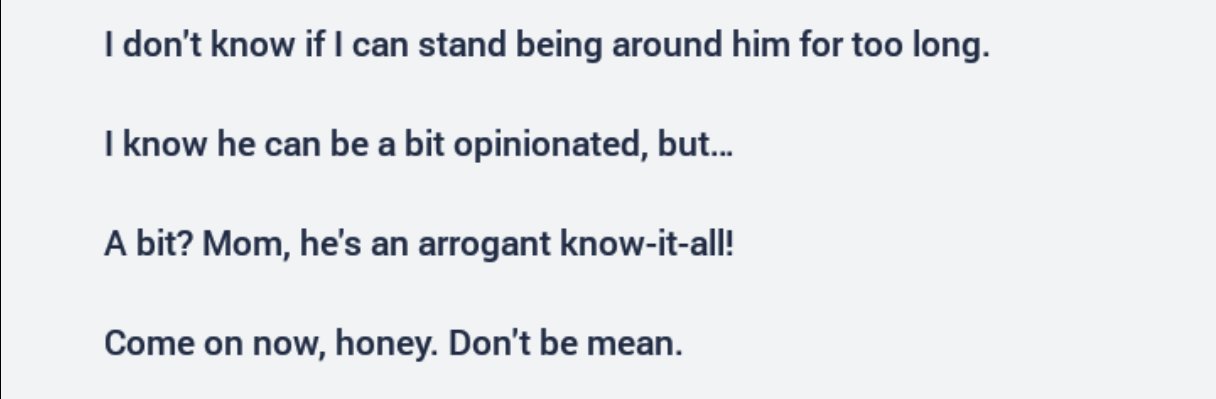 I don't know if I can stand being around him for too long.
I know he can be a bit opinionated, but...
A bit? Mom, he's an arrogant know-it-all!
Come on now, honey. Don't be mean.